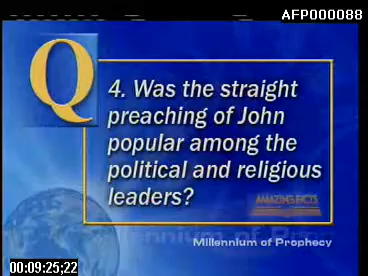 AFP000088
Q
4. Was the straight
preaching of John
popular among the
political and religious
leaders?
AMAZING FACTS
Millennium of Prophecy
00:09:25;22